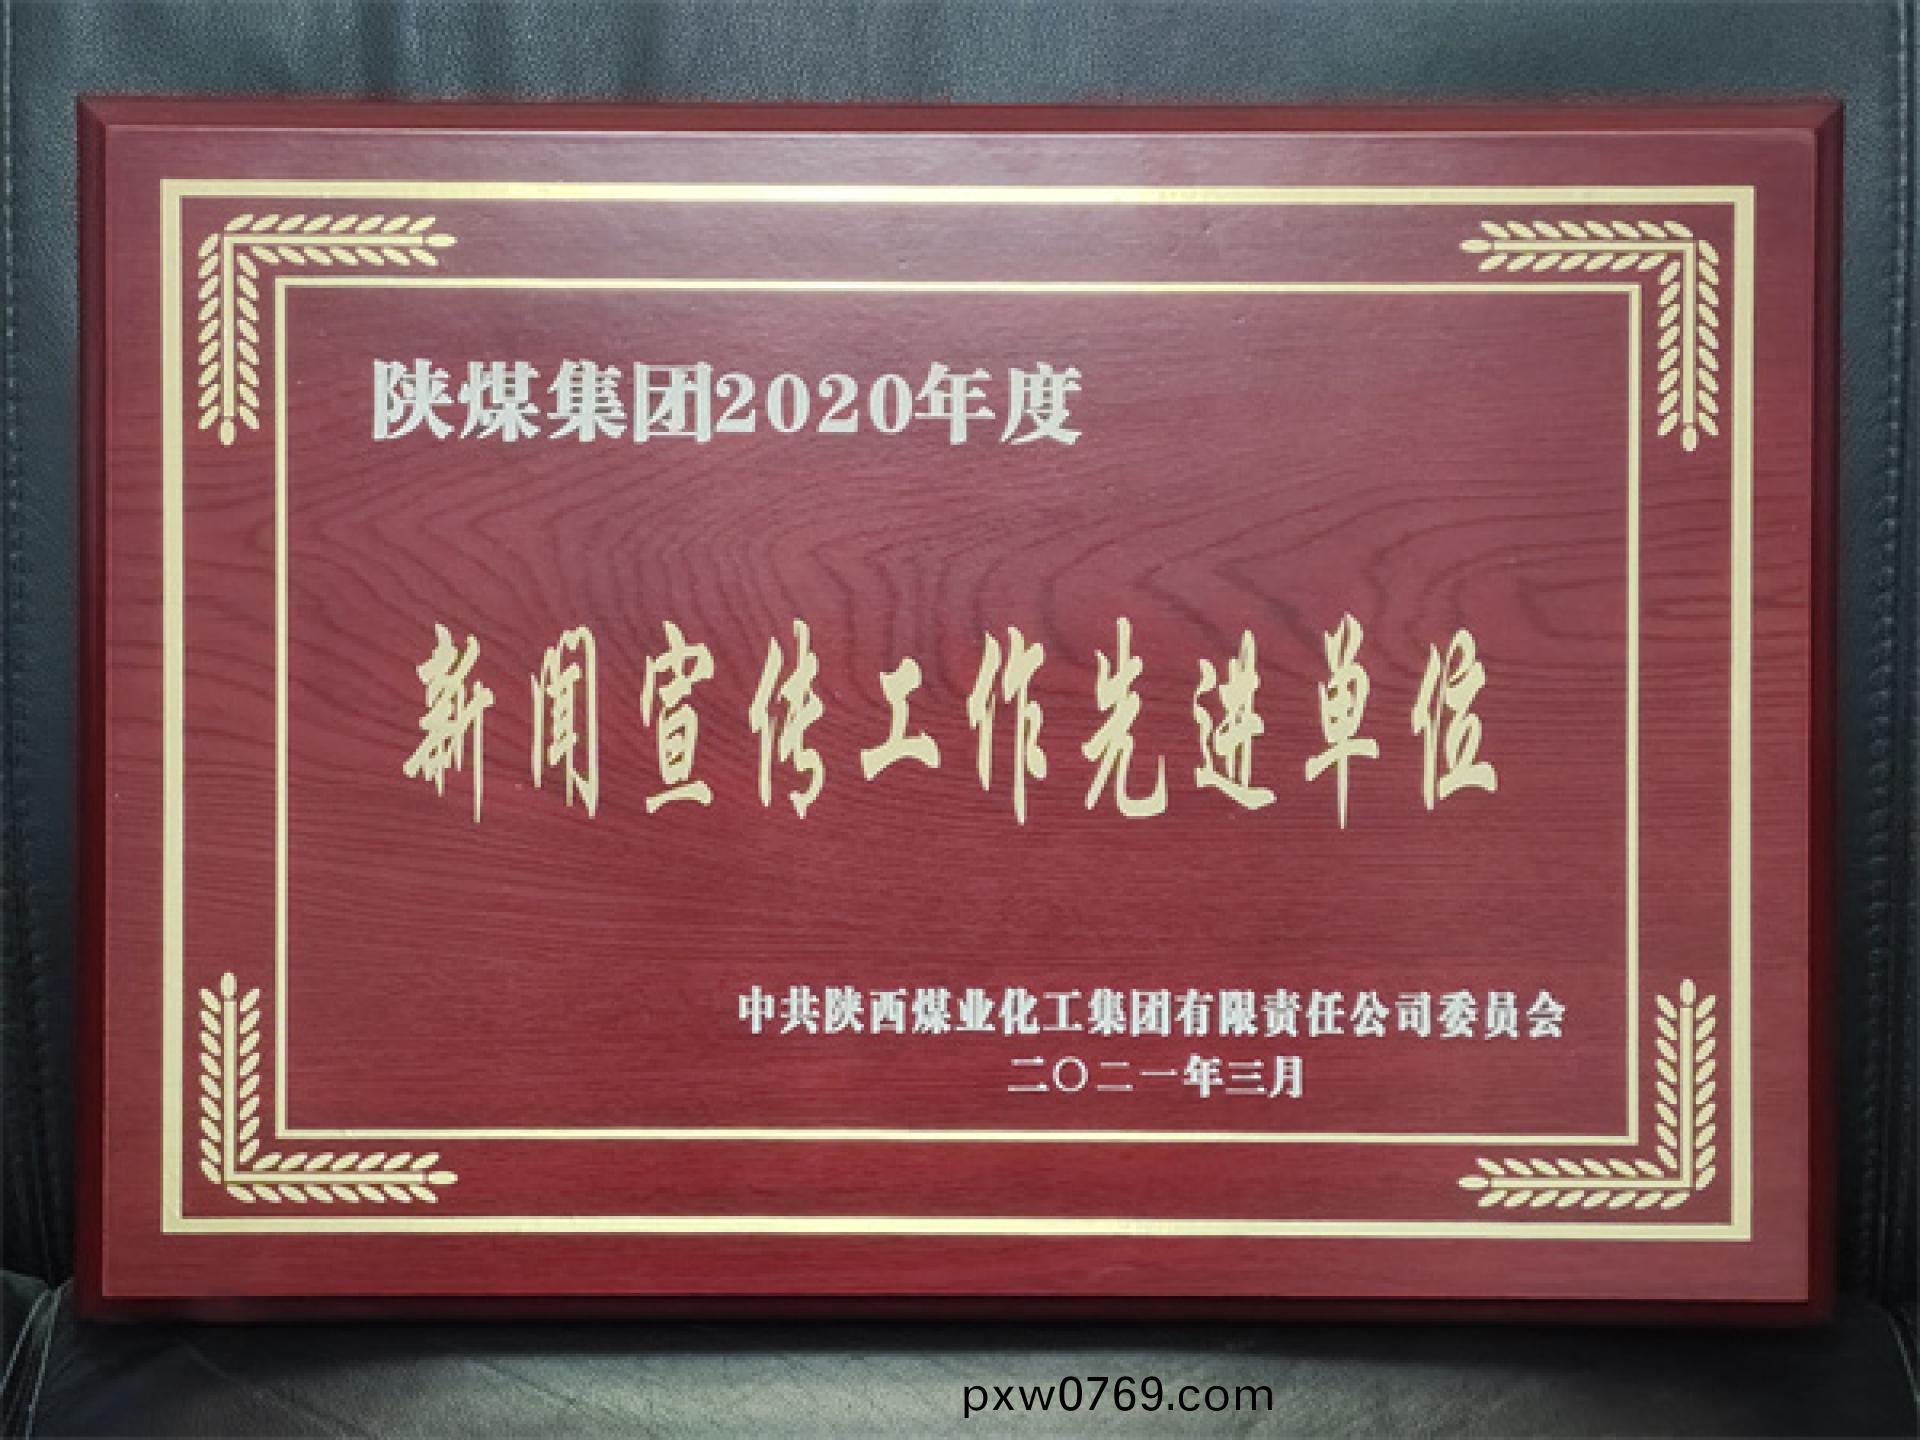 陕煤集团2020年度
新闻宣传工作先进单位
中共陕西煤业化工集团有限责任公司委员会
二〇二一年三月
pxw0769.com